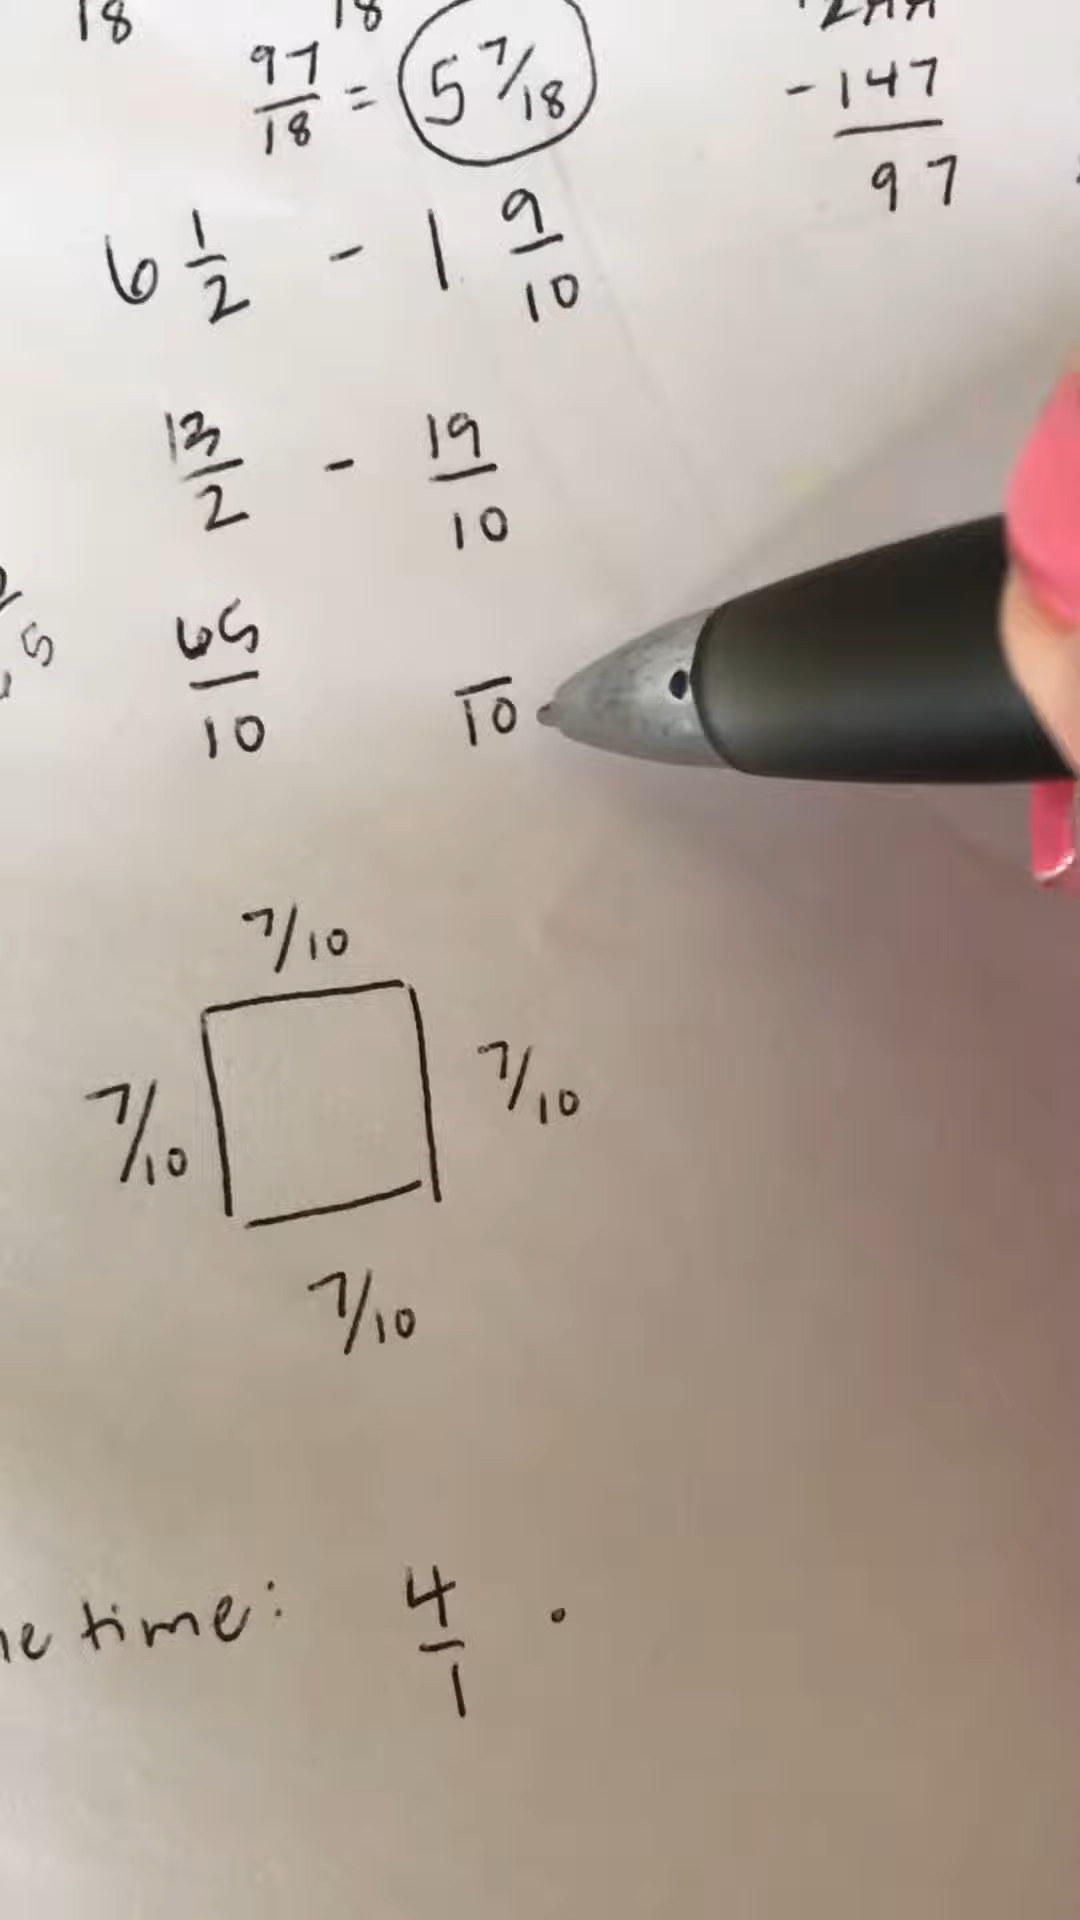 18 18
97/18 = 5 7/18
- 147
97
6 1/2 - 1 9/10
13/2 - 19/10
5
65/10 /10
7/10
7/10 7/10
7/10
time: 4/1 ·